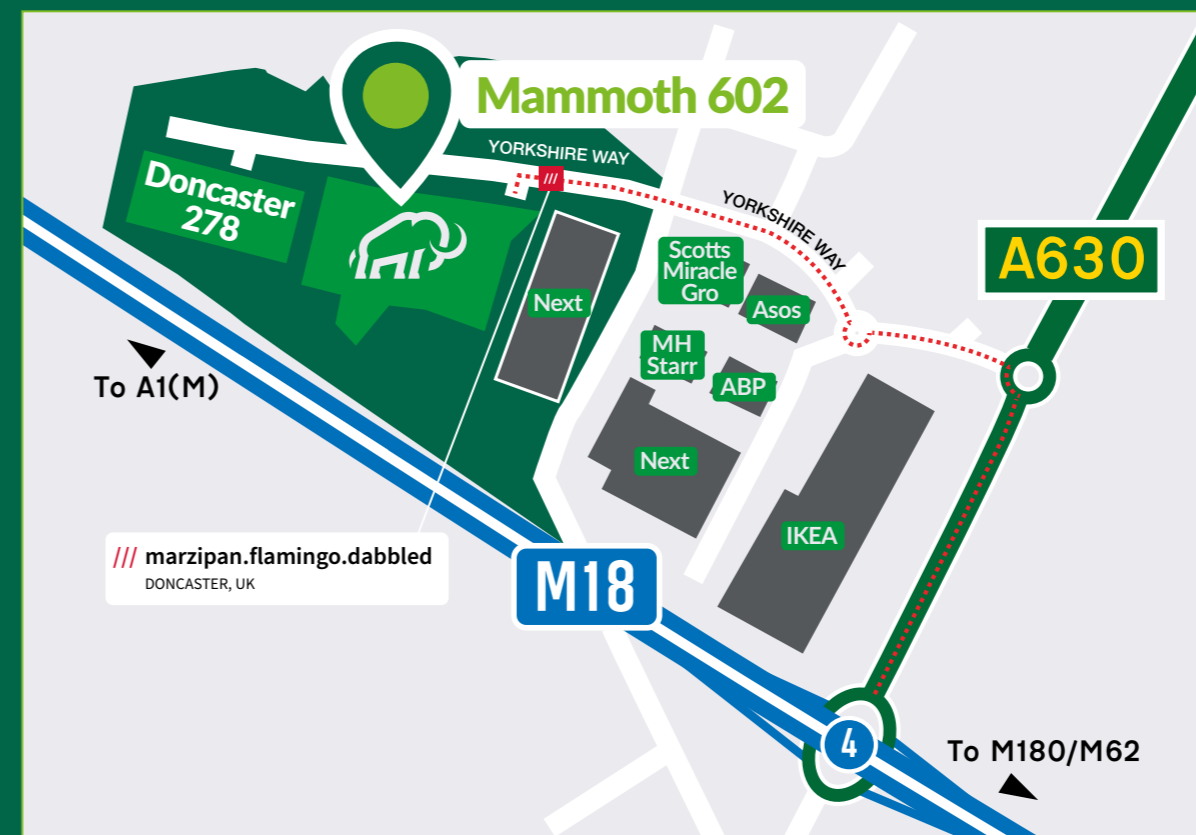 Mammoth 602
YORKSHIRE WAY
Doncaster
278
YORKSHIRE WAY
A630
///
Scotts
Miracle
Gro
Next
Asos
MH
Starr
ABP
To A1(M)
Next
IKEA
/// marzipan.flamingo.dabbled
DONCASTER, UK
M18
4
To M180/M62